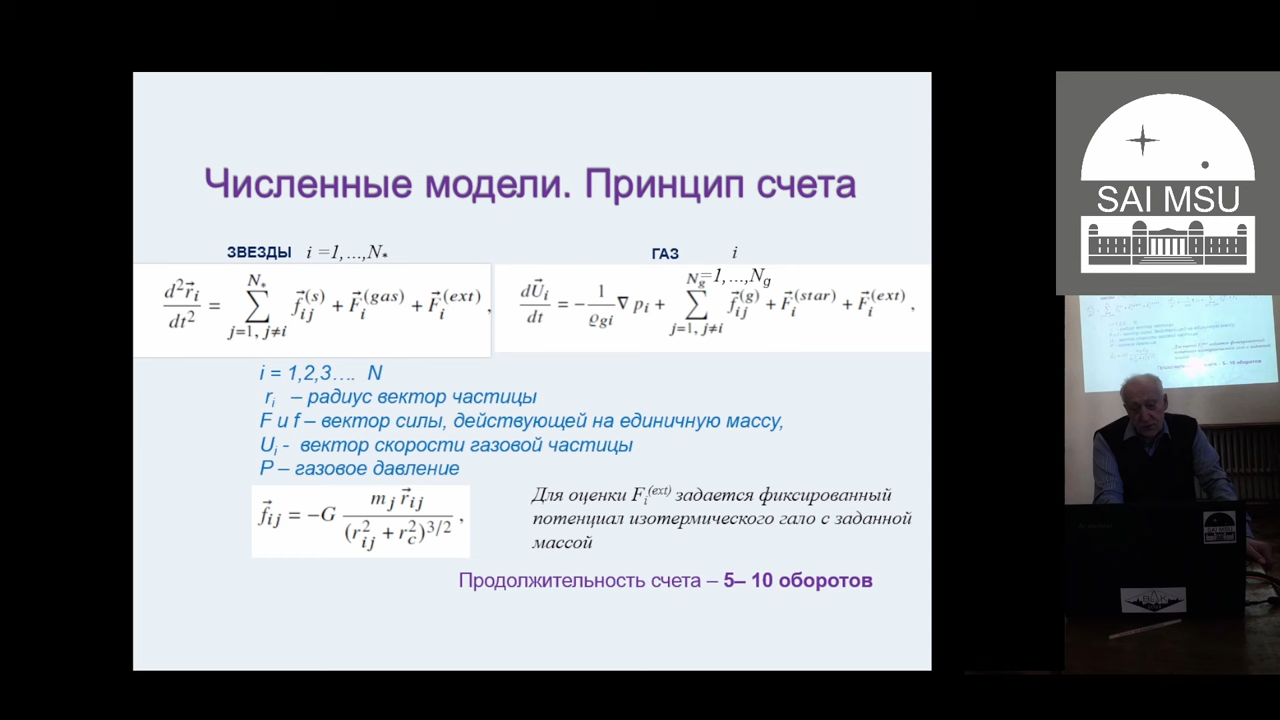 Численные модели. Принцип счета
ЗВЕЗДЫ i =1,...,N*
ГАЗ i
=1,...,Ng
d²r⃗i/dt² = Σ(j=1, j≠i; N*) f⃗ij(s) + F⃗i(gas) + F⃗i(ext),
dU⃗i/dt = −1/ϱgi ∇ pi + Σ(j=1, j≠i; Ng) f⃗ij(g) + F⃗i(star) + F⃗i(ext),
i = 1,2,3…. N
ri – радиус вектор частицы
F и f – вектор силы, действующей на единичную массу,
Ui - вектор скорости газовой частицы
P – газовое давление
f⃗ij = −G mj r⃗ij/(rij² + rc²)^3/2,
Для оценки Fi(ext) задается фиксированный
потенциал изотермического гало с заданной
массой
Продолжительность счета – 5– 10 оборотов
SAI MSU